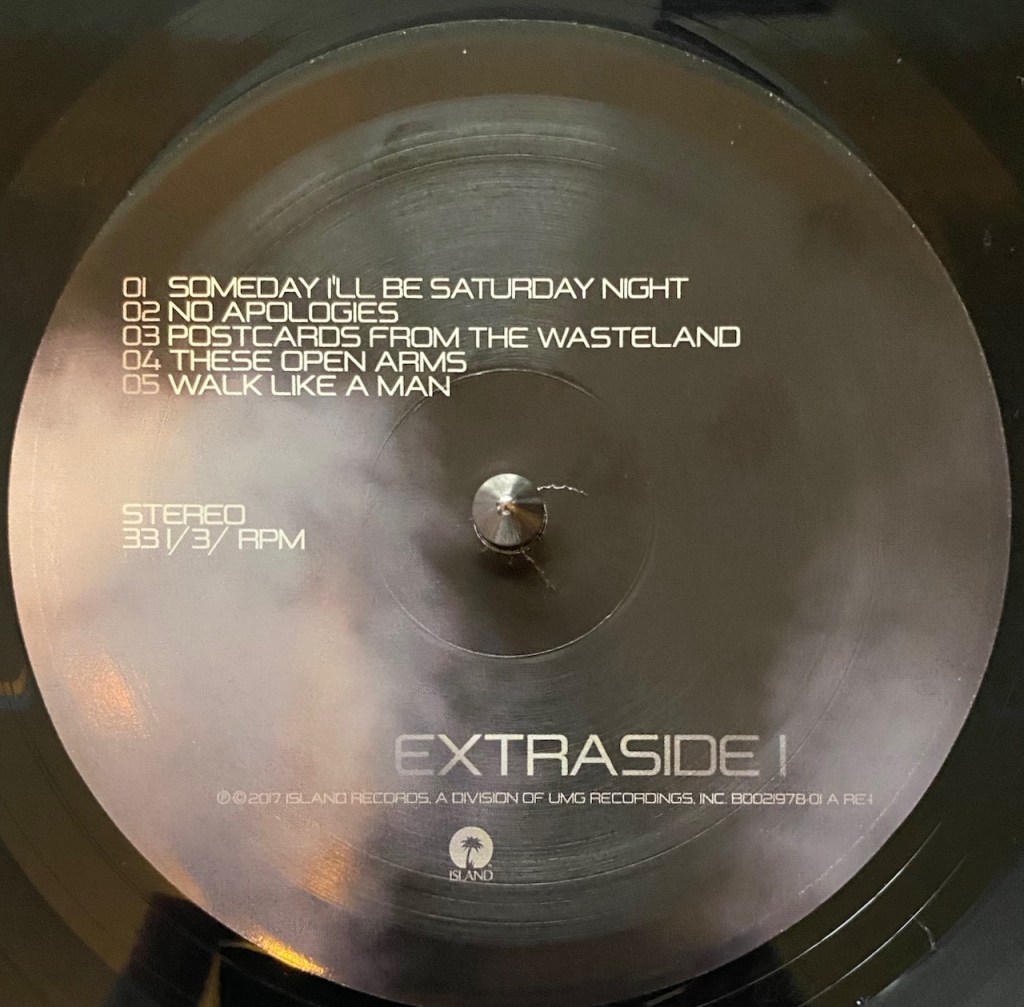 01 SOMEDAY I'LL BE SATURDAY NIGHT
02 NO APOLOGIES
03 POSTCARDS FROM THE WASTELAND
04 THESE OPEN ARMS
05 WALK LIKE A MAN
STEREO
33 1/3/ RPM
EXTRASIDE 1
℗ © 2017 ISLAND RECORDS, A DIVISION OF UMG RECORDINGS, INC. B0021978-01 A RE-1
ISLAND